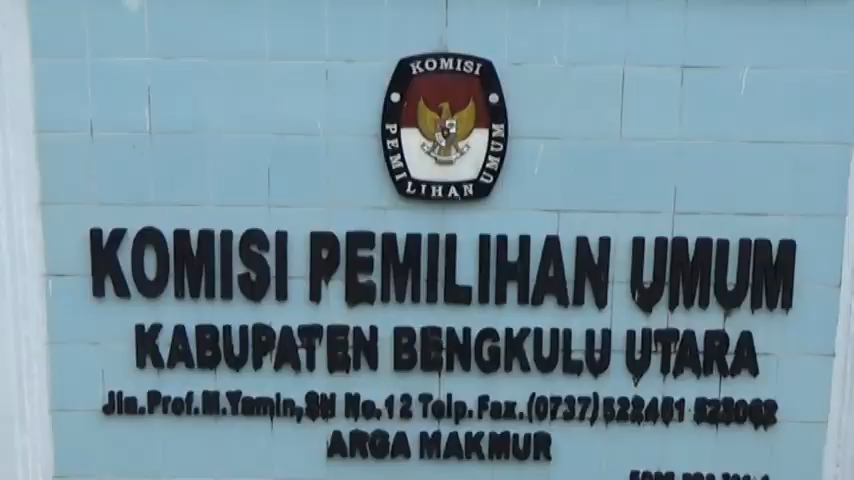 KOMISI
PEMILIHAN UMUM
KOMISI PEMILIHAN UMUM
KABUPATEN BENGKULU UTARA
Jln.Prof.M.Yamin,SH No.12 Telp.Fax.(0737)522451 523062
ARGA MAKMUR